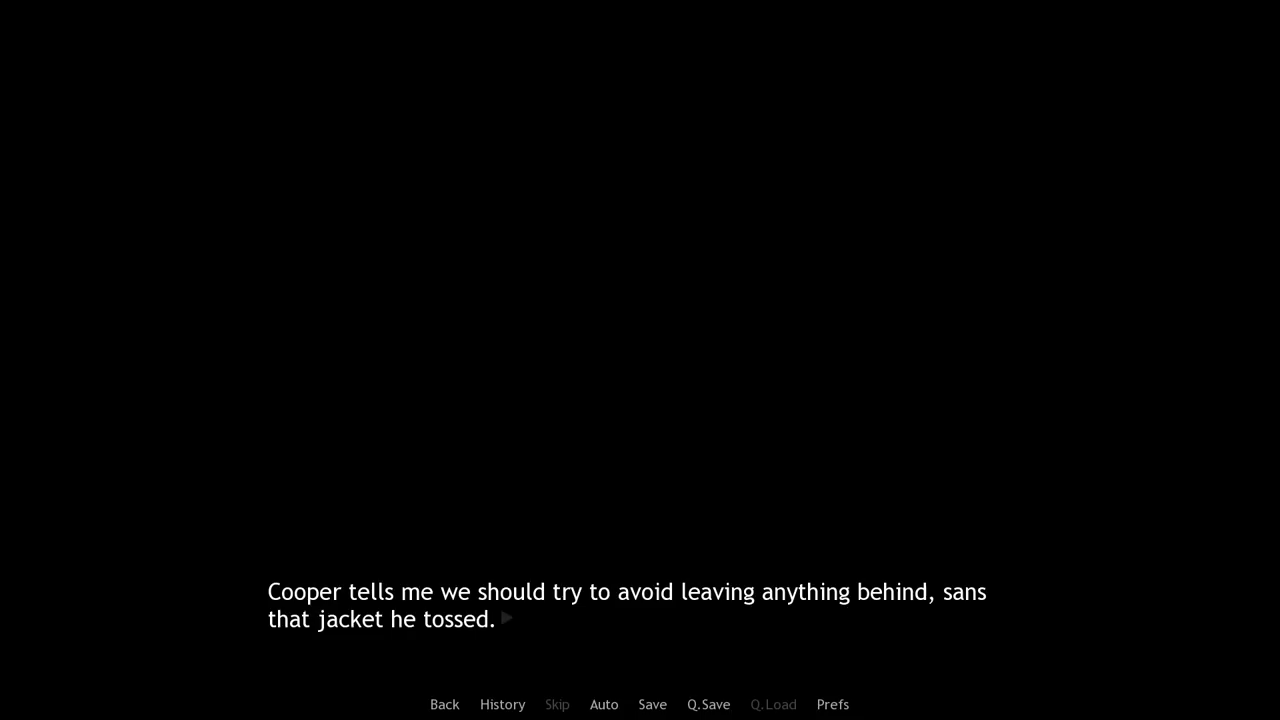 Cooper tells me we should try to avoid leaving anything behind, sans
that jacket he tossed.
Back History Skip Auto Save Q.Save Q.Load Prefs